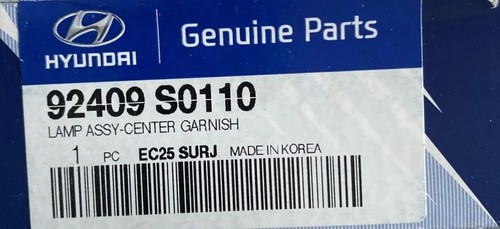 HYUNDAI
Genuine Parts
92409 S0110
LAMP ASSY-CENTER GARNISH
1 PC EC25 SURJ MADE IN KOREA